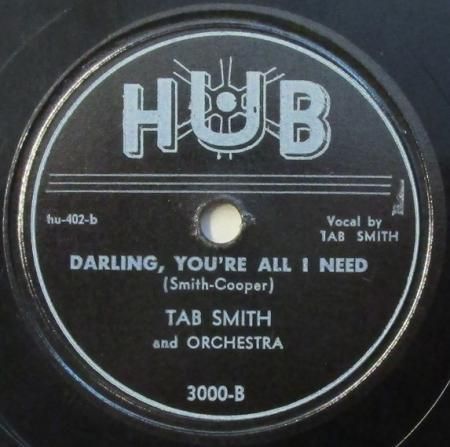 HUB
hu-402-b
Vocal by
TAB SMITH
DARLING, YOU'RE ALL I NEED
(Smith-Cooper)
TAB SMITH
and ORCHESTRA
3000-B